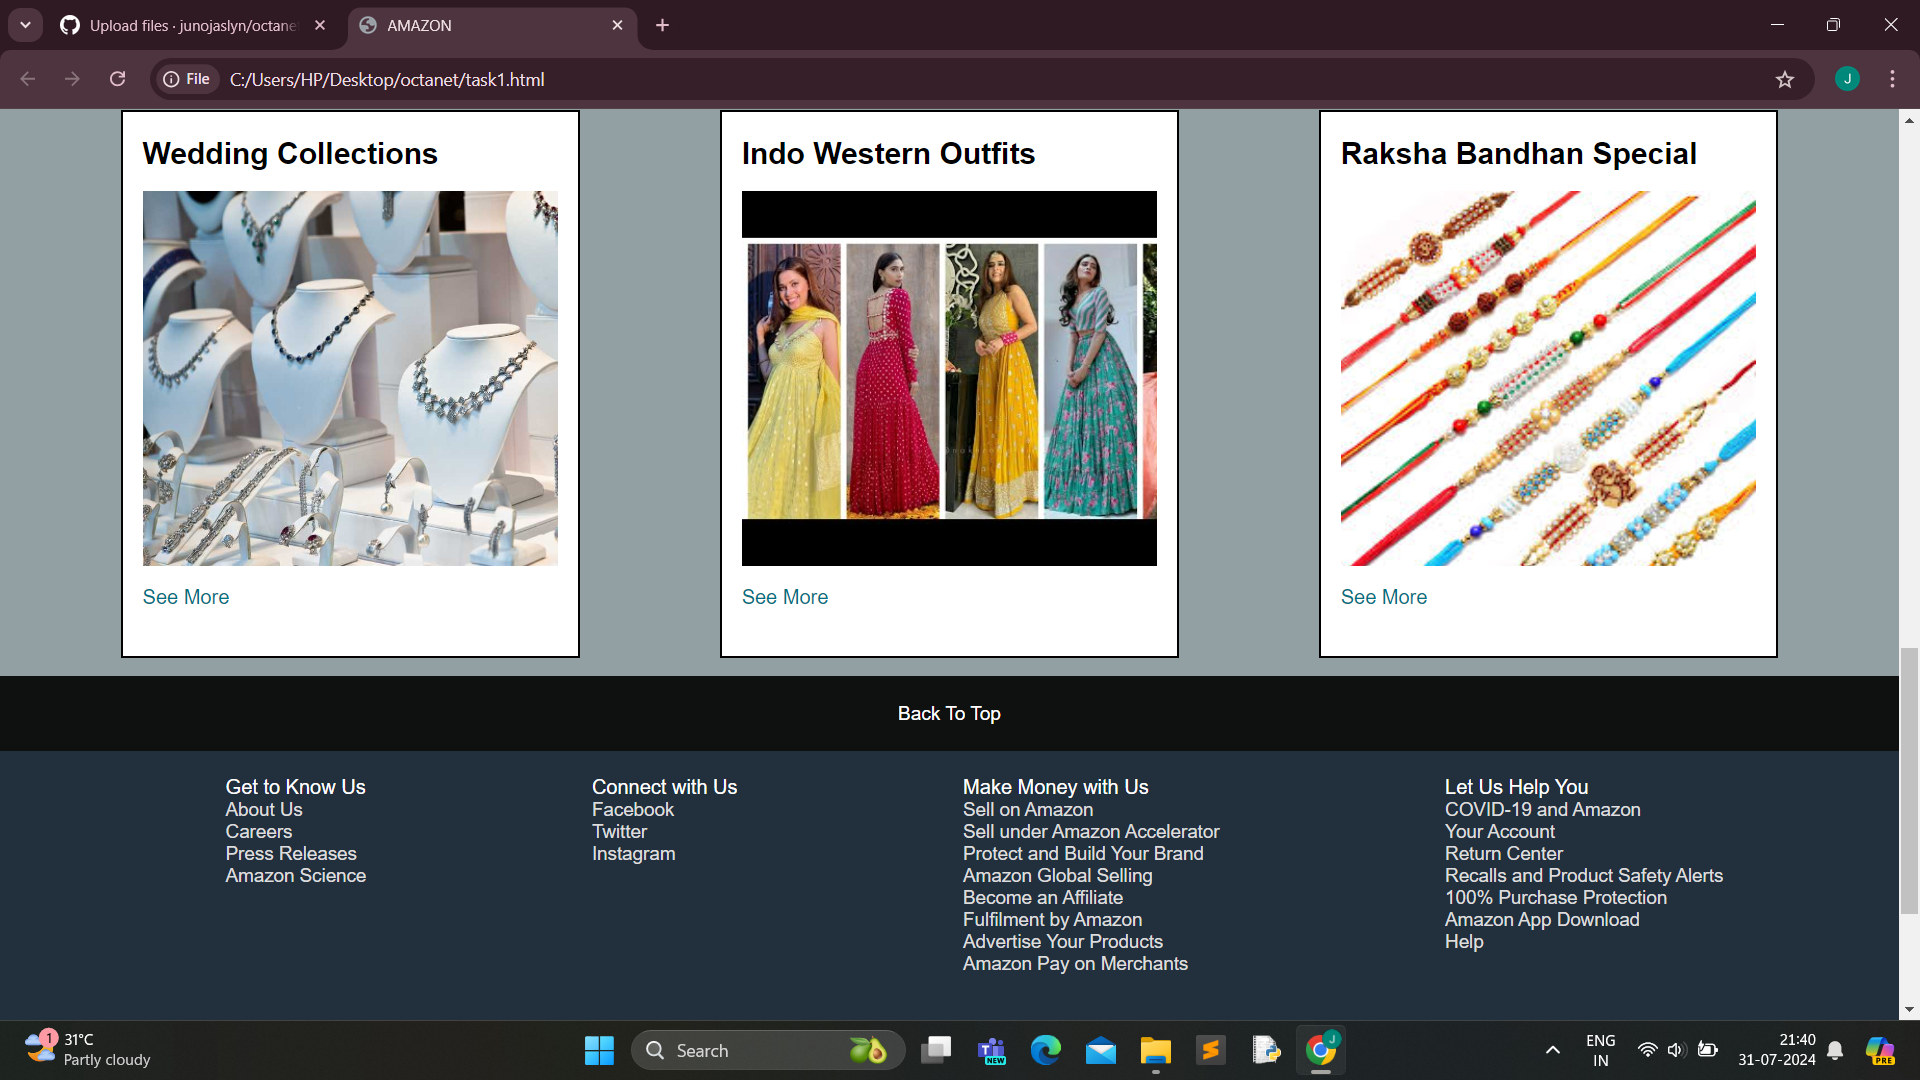 Upload files · junojaslyn/octane
AMAZON
File
C:/Users/HP/Desktop/octanet/task1.html
J
Wedding Collections
Indo Western Outfits
Raksha Bandhan Special
See More
See More
See More
Back To Top
Get to Know Us
About Us
Careers
Press Releases
Amazon Science
Connect with Us
Facebook
Twitter
Instagram
Make Money with Us
Sell on Amazon
Sell under Amazon Accelerator
Protect and Build Your Brand
Amazon Global Selling
Become an Affiliate
Fulfilment by Amazon
Advertise Your Products
Amazon Pay on Merchants
Let Us Help You
COVID-19 and Amazon
Your Account
Return Center
Recalls and Product Safety Alerts
100% Purchase Protection
Amazon App Download
Help
1
31°C
Partly cloudy
Search
NEW
J
ENG
IN
21:40
31-07-2024
PRE